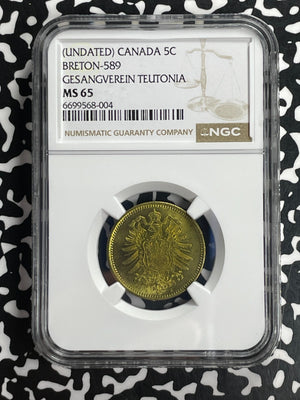 (UNDATED) CANADA 5C
BRETON-589
GESANGVEREIN TEUTONIA
MS 65
6699568-004
NUMISMATIC GUARANTY COMPANY
NGC